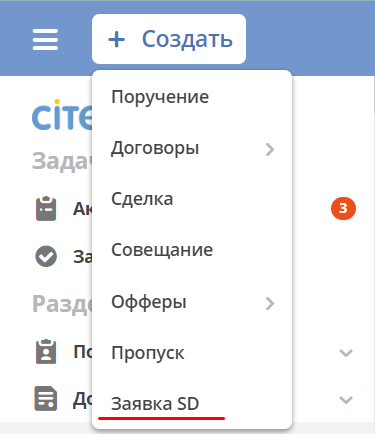 + Создать
Поручение
Договоры
Сделка
Совещание
Офферы
Пропуск
Заявка SD
3